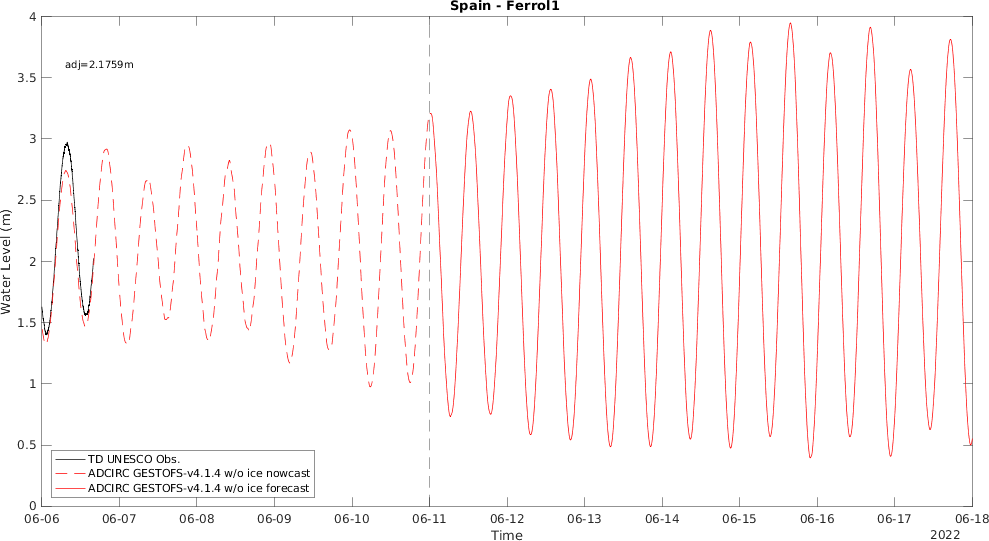 Spain - Ferrol1
4
adj=2.1759m
3.5
3
2.5
2
1.5
1
0.5
0
Water Level (m)
TD UNESCO Obs.
ADCIRC GESTOFS-v4.1.4 w/o ice nowcast
ADCIRC GESTOFS-v4.1.4 w/o ice forecast
06-06 06-07 06-08 06-09 06-10 06-11 06-12 06-13 06-14 06-15 06-16 06-17 06-18
Time
2022